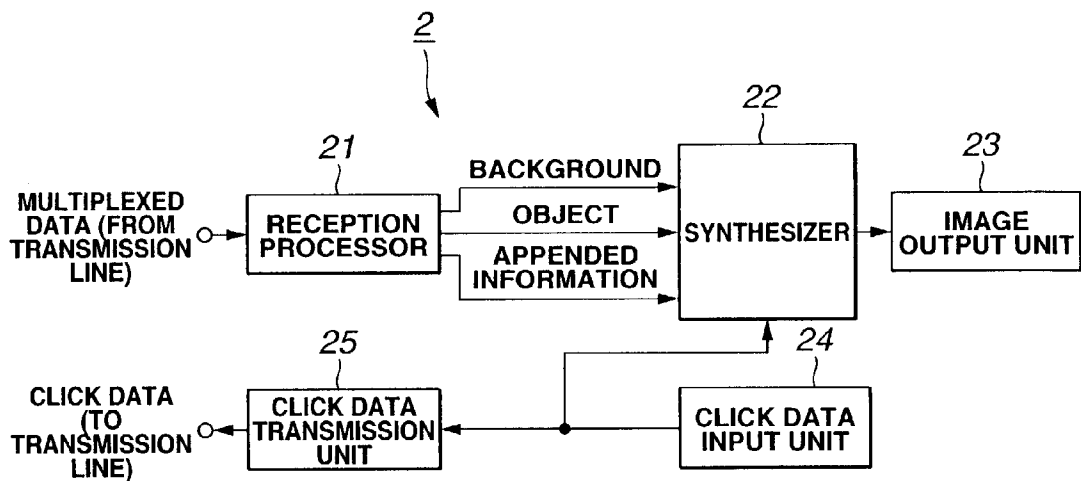 2
21
22
23
MULTIPLEXED
DATA (FROM
TRANSMISSION
LINE)
RECEPTION
PROCESSOR
BACKGROUND
OBJECT
APPENDED
INFORMATION
SYNTHESIZER
IMAGE
OUTPUT UNIT
25
24
CLICK DATA
(TO
TRANSMISSION
LINE)
CLICK DATA
TRANSMISSION
UNIT
CLICK DATA
INPUT UNIT